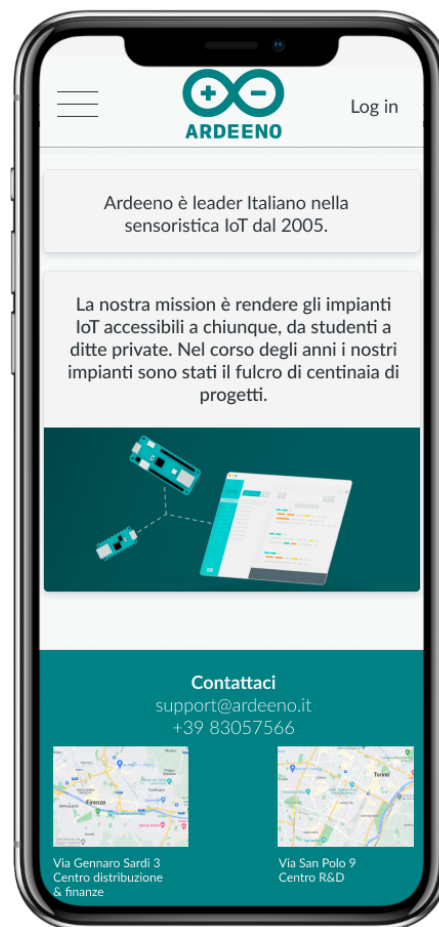 Log in
ARDEENO
Ardeeno è leader Italiano nella
sensoristica IoT dal 2005.
La nostra mission è rendere gli impianti
IoT accessibili a chiunque, da studenti a
ditte private. Nel corso degli anni i nostri
impianti sono stati il fulcro di centinaia di
progetti.
Contattaci
support@ardeeno.it
+39 83057566
Firenze
Torino
Via Gennaro Sardi 3
Centro distribuzione
& finanze
Via San Polo 9
Centro R&D